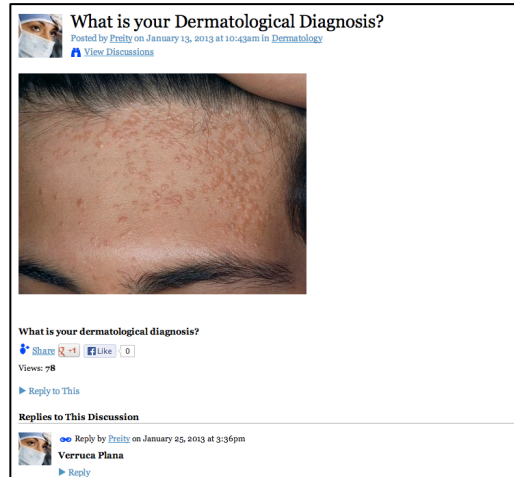 What is your Dermatological Diagnosis?
Posted by Preity on January 13, 2013 at 10:43am in Dermatology
View Discussions
What is your dermatological diagnosis?
Share +1 Like 0
Views: 78
Reply to This
Replies to This Discussion
Reply by Preity on January 25, 2013 at 3:36pm
Verruca Plana
Reply